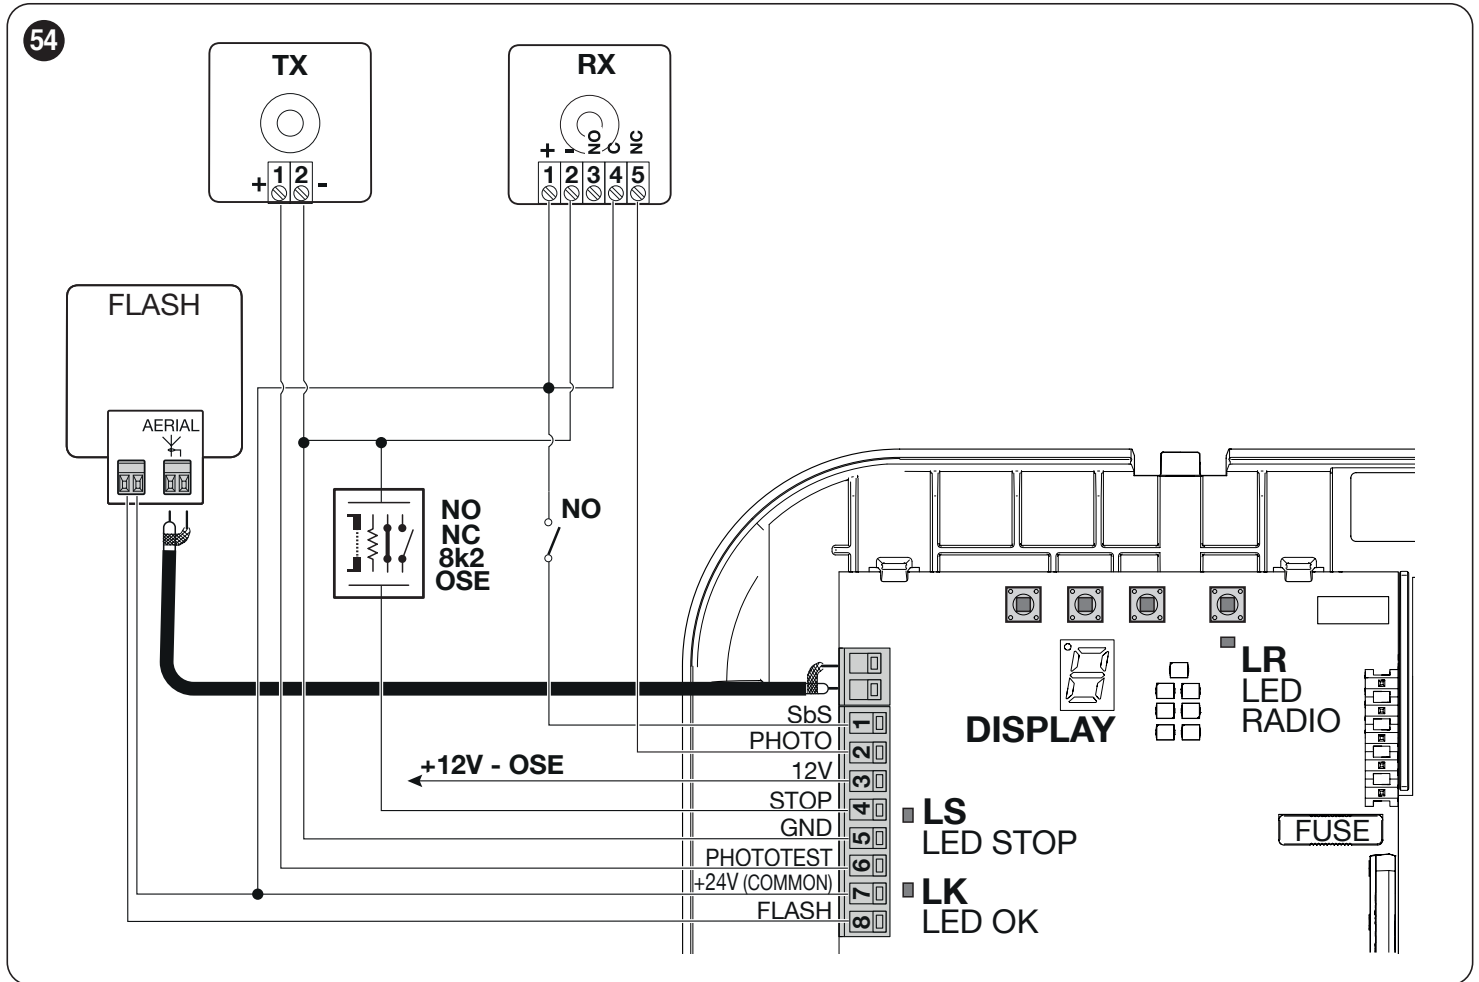 54
TX
+ 1 2 -
RX
+ - NO C NC
1 2 3 4 5
FLASH
AERIAL
NO
NC
8k2
OSE
NO
DISPLAY
LR
LED
RADIO
SbS 1
PHOTO 2
+12V - OSE
12V 3
STOP 4
GND 5
PHOTOTEST 6
+24V (COMMON) 7
FLASH 8
LS
LED STOP
LK
LED OK
FUSE